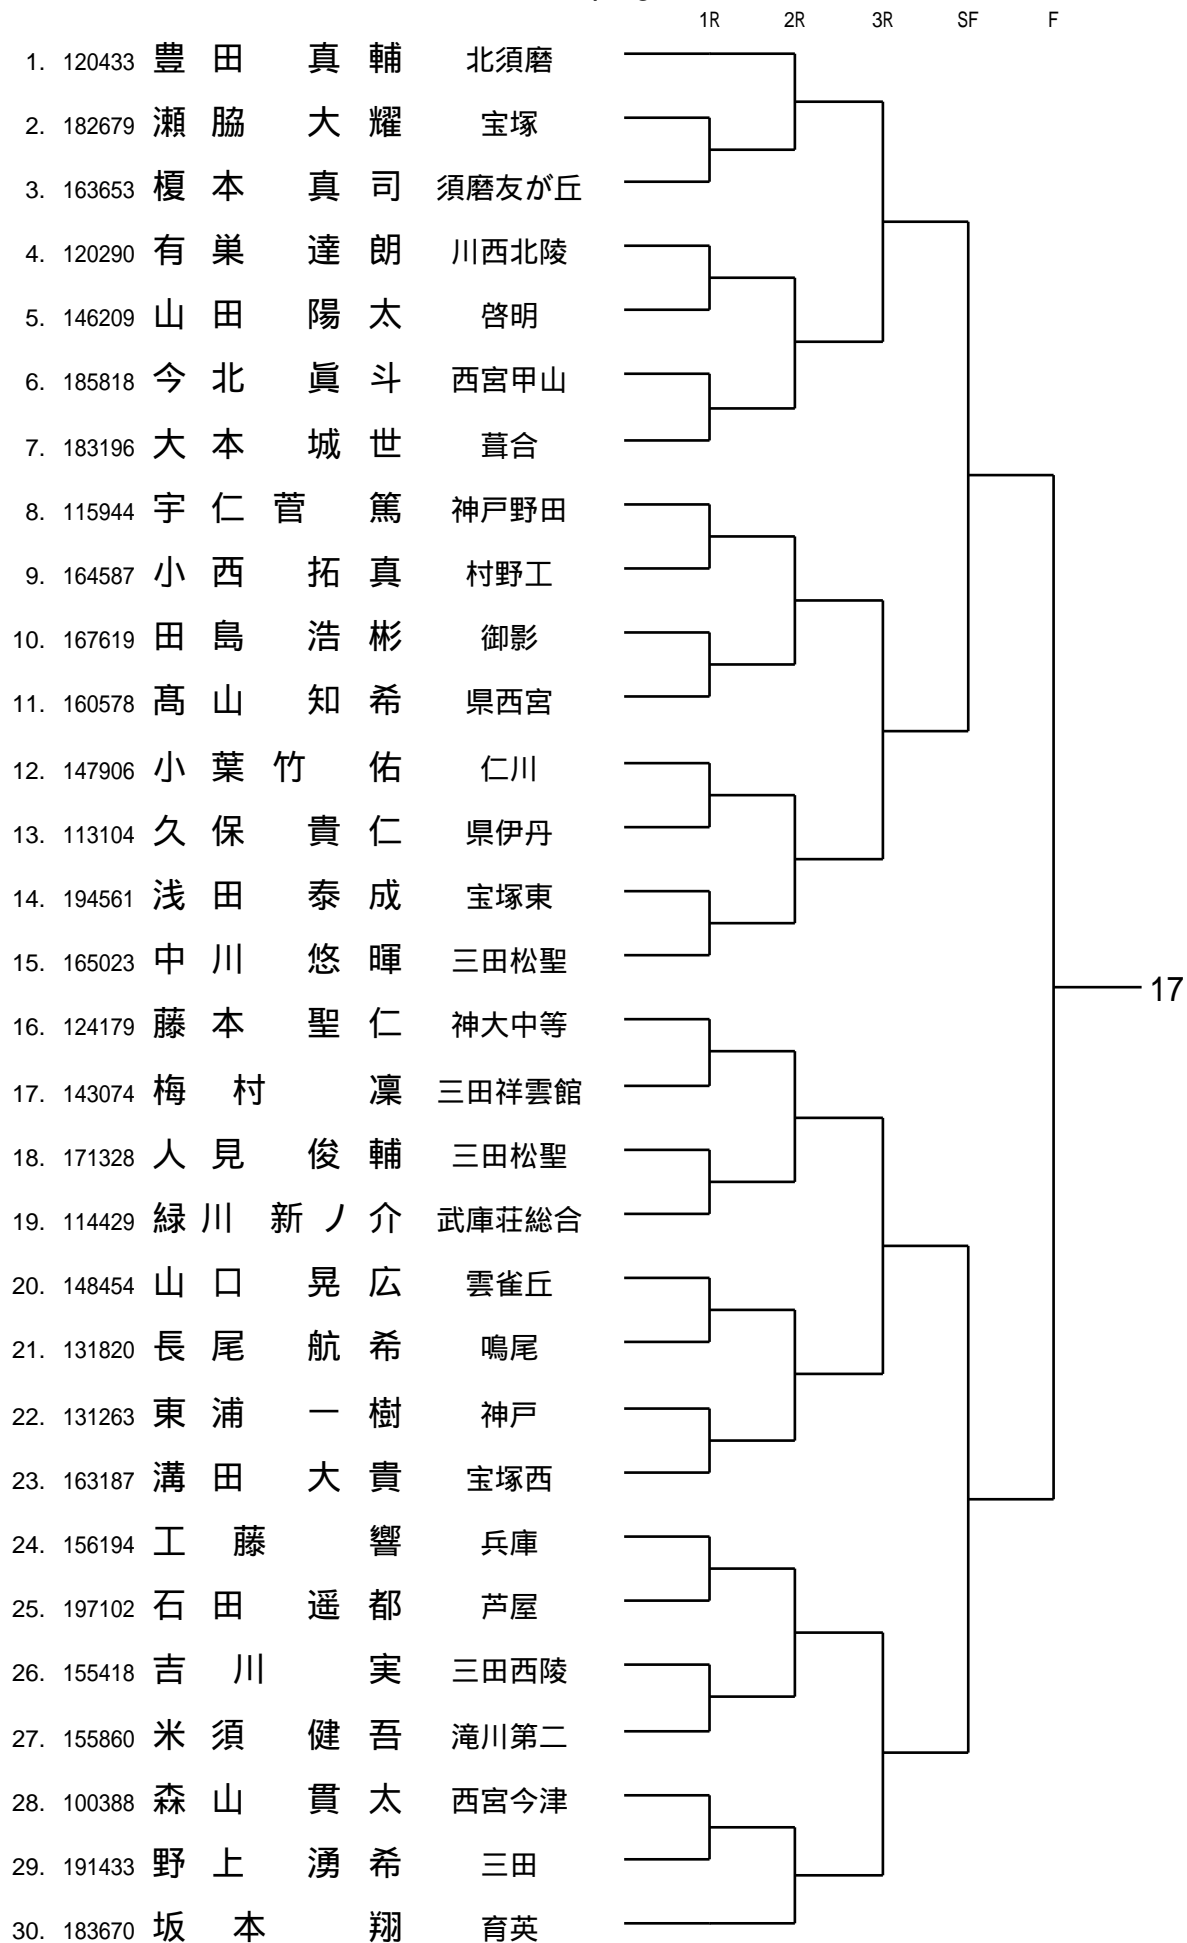 1R 2R 3R SF F
1. 120433 豊田 真輔 北須磨
2. 182679 瀬脇 大耀 宝塚
3. 163653 榎本 真司 須磨友が丘
4. 120290 有巣 達朗 川西北陵
5. 146209 山田 陽太 啓明
6. 185818 今北 眞斗 西宮甲山
7. 183196 大本 城世 葺合
8. 115944 宇仁菅 篤 神戸野田
9. 164587 小西 拓真 村野工
10. 167619 田島 浩彬 御影
11. 160578 髙山 知希 県西宮
12. 147906 小葉竹 佑 仁川
13. 113104 久保 貴仁 県伊丹
14. 194561 浅田 泰成 宝塚東
15. 165023 中川 悠暉 三田松聖
17
16. 124179 藤本 聖仁 神大中等
17. 143074 梅村 凜 三田祥雲館
18. 171328 人見 俊輔 三田松聖
19. 114429 緑川 新ノ介 武庫荘総合
20. 148454 山口 晃広 雲雀丘
21. 131820 長尾 航希 鳴尾
22. 131263 東浦 一樹 神戸
23. 163187 溝田 大貴 宝塚西
24. 156194 工藤 響 兵庫
25. 197102 石田 遥都 芦屋
26. 155418 吉川 実 三田西陵
27. 155860 米須 健吾 滝川第二
28. 100388 森山 貫太 西宮今津
29. 191433 野上 湧希 三田
30. 183670 坂本 翔 育英